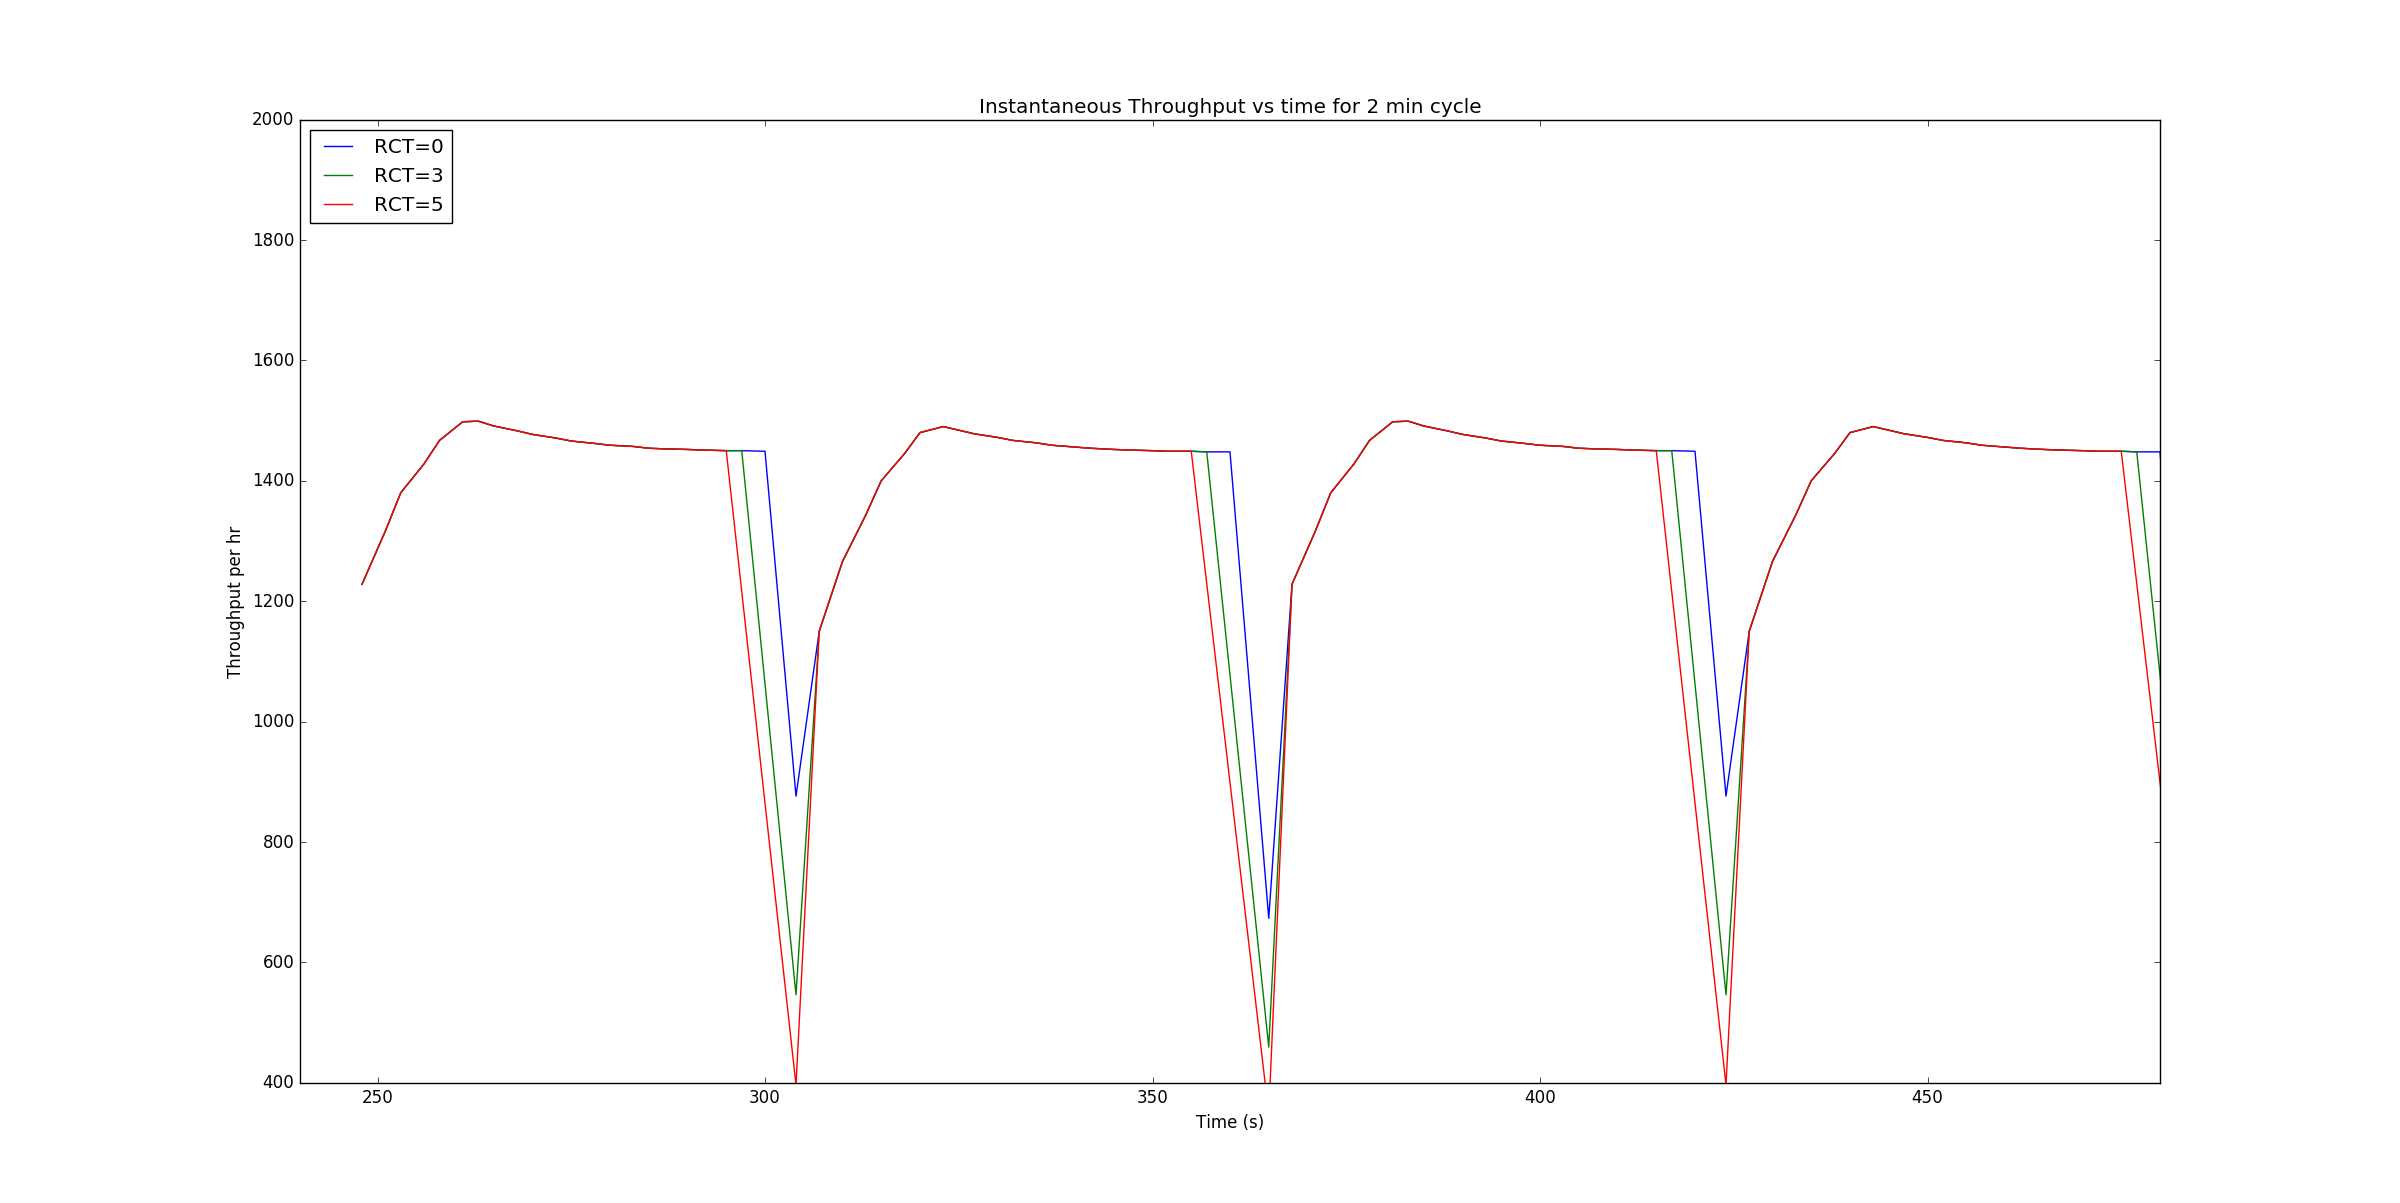 Instantaneous Throughput vs time for 2 min cycle
2000
1800
1600
1400
1200
1000
800
600
400
RCT=0
RCT=3
RCT=5
Throughput per hr
250
300
350
400
450
Time (s)